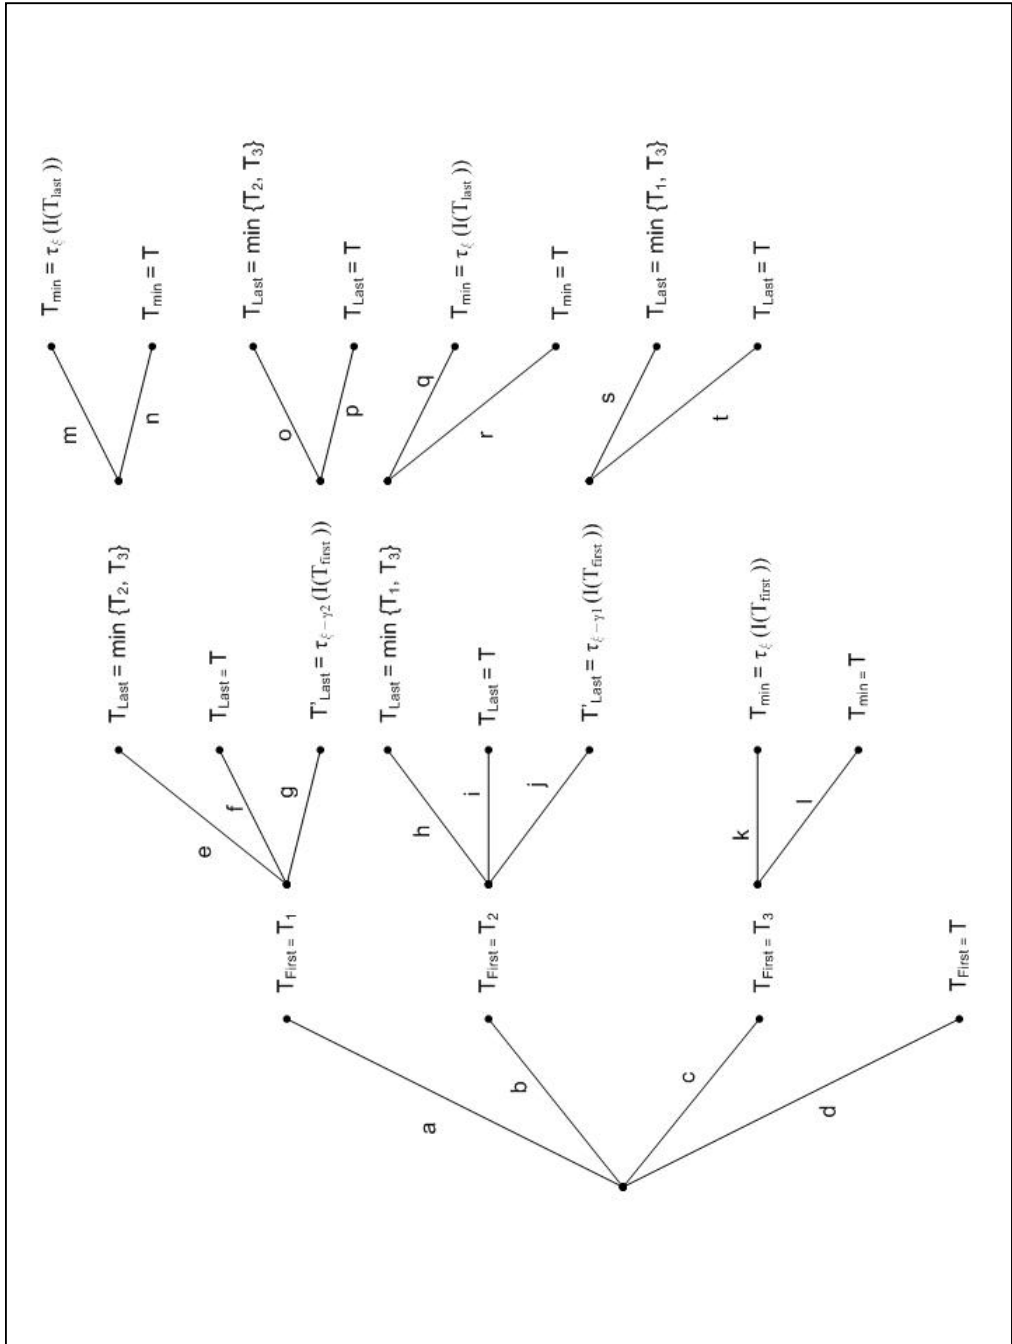 a
b
c
d
T_First = T_1
T_First = T_2
T_First = T_3
T_First = T
e
f
g
h
i
j
k
l
T_Last = min {T_2, T_3}
T_Last = T
T'_Last = τ_{ξ−γ2} (I(T_first))
T_Last = min {T_1, T_3}
T_Last = T
T'_Last = τ_{ξ−γ1} (I(T_first))
T_min = τ_ξ (I(T_first))
T_min = T
m
n
o
p
q
r
s
t
T_min = τ_ξ (I(T_last))
T_min = T
T_Last = min {T_2, T_3}
T_Last = T
T_min = τ_ξ (I(T_last))
T_min = T
T_Last = min {T_1, T_3}
T_Last = T